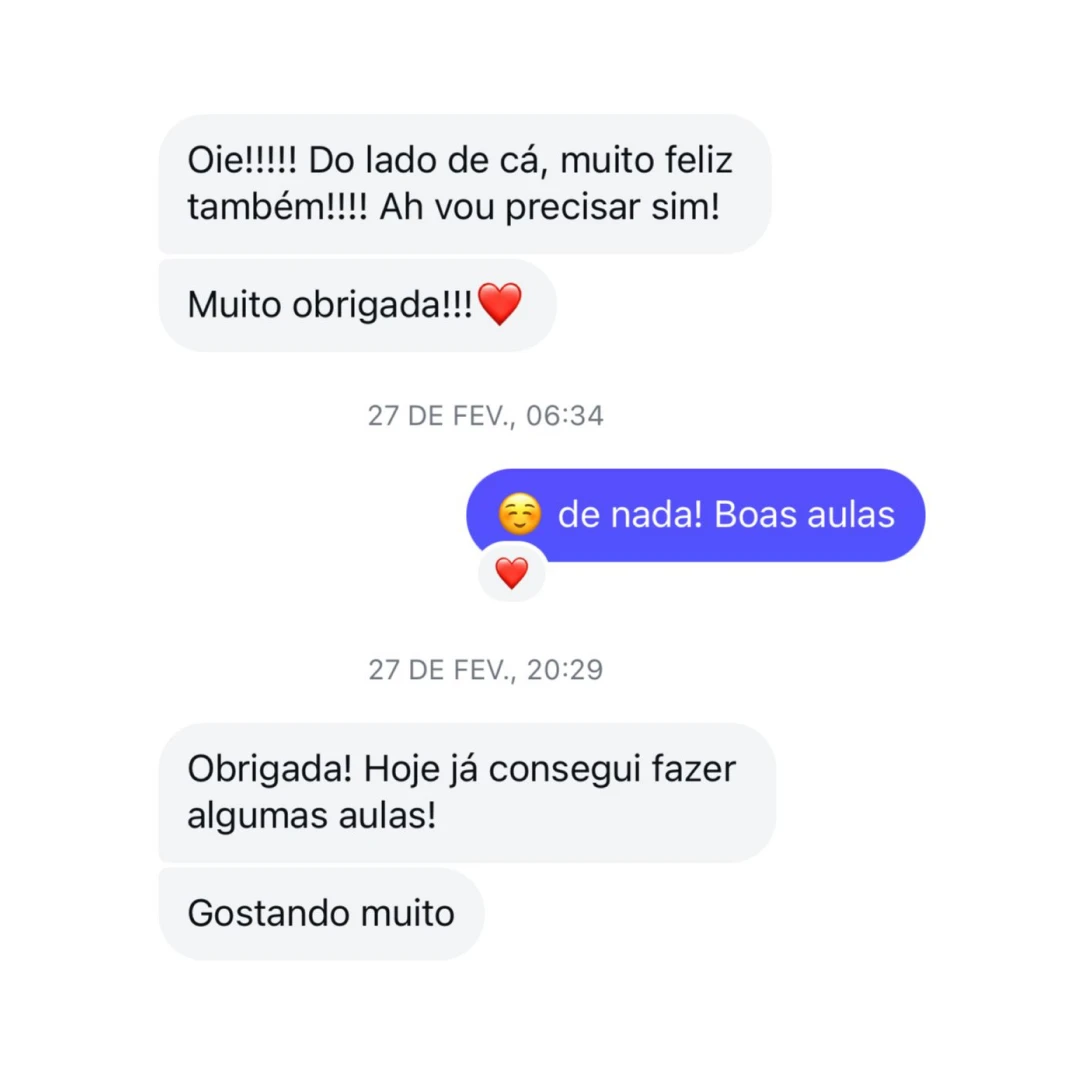 Oie!!!!! Do lado de cá, muito feliz
também!!!! Ah vou precisar sim!
Muito obrigada!!!❤️
27 DE FEV., 06:34
☺️ de nada! Boas aulas
❤️
27 DE FEV., 20:29
Obrigada! Hoje já consegui fazer
algumas aulas!
Gostando muito